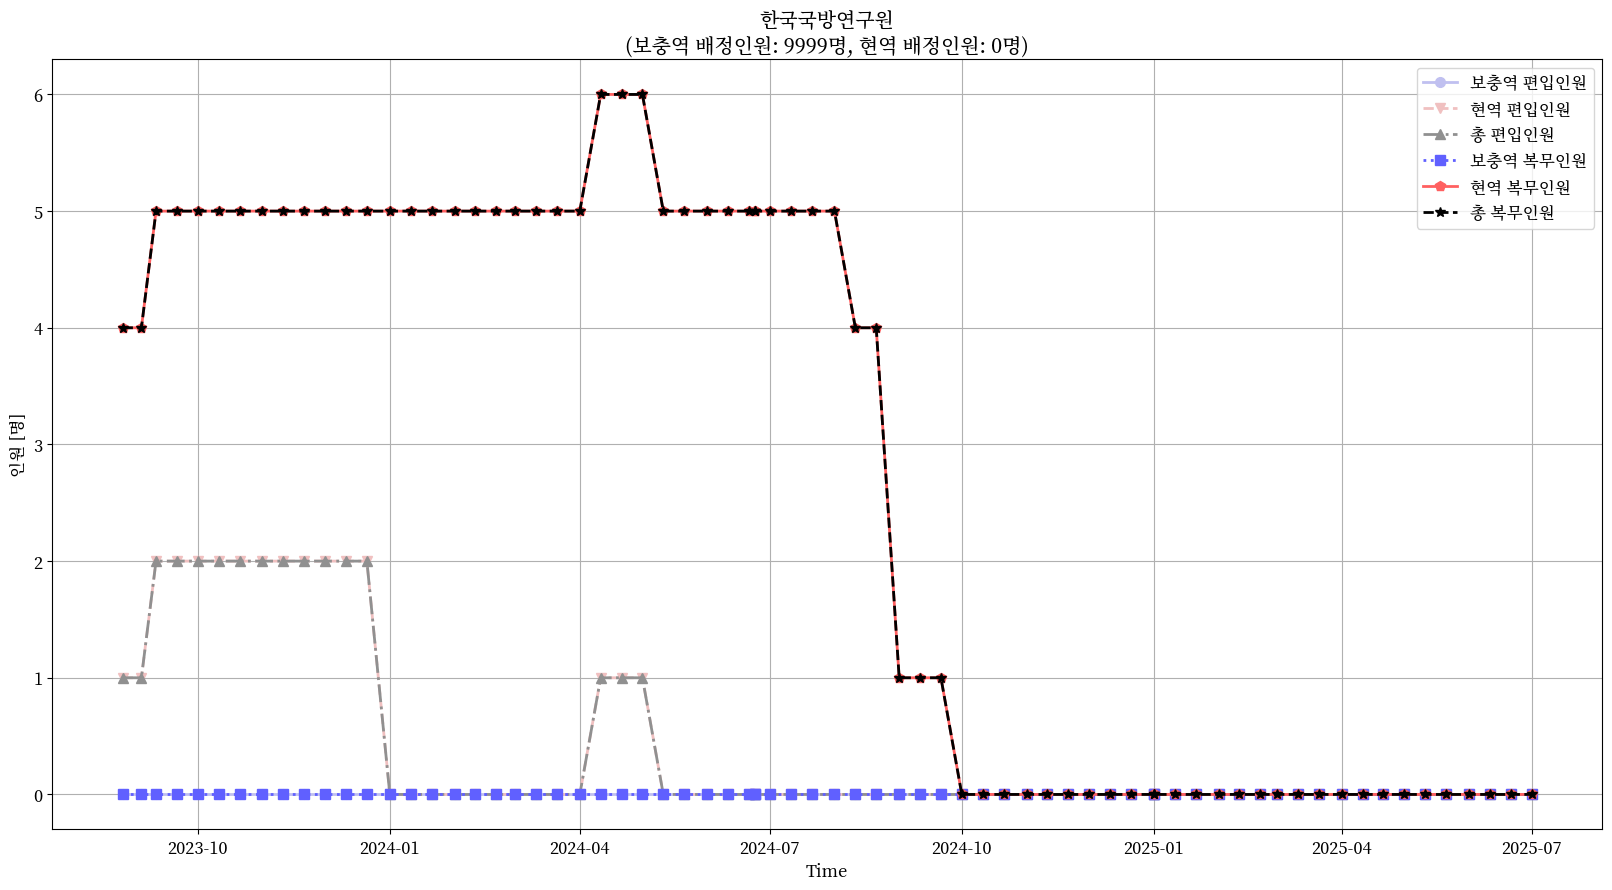 한국국방연구원
(보충역 배정인원: 9999명, 현역 배정인원: 0명)
보충역 편입인원
현역 편입인원
총 편입인원
보충역 복무인원
현역 복무인원
총 복무인원
인원 [명]
6
5
4
3
2
1
0
2023-10
2024-01
2024-04
2024-07
2024-10
2025-01
2025-04
2025-07
Time